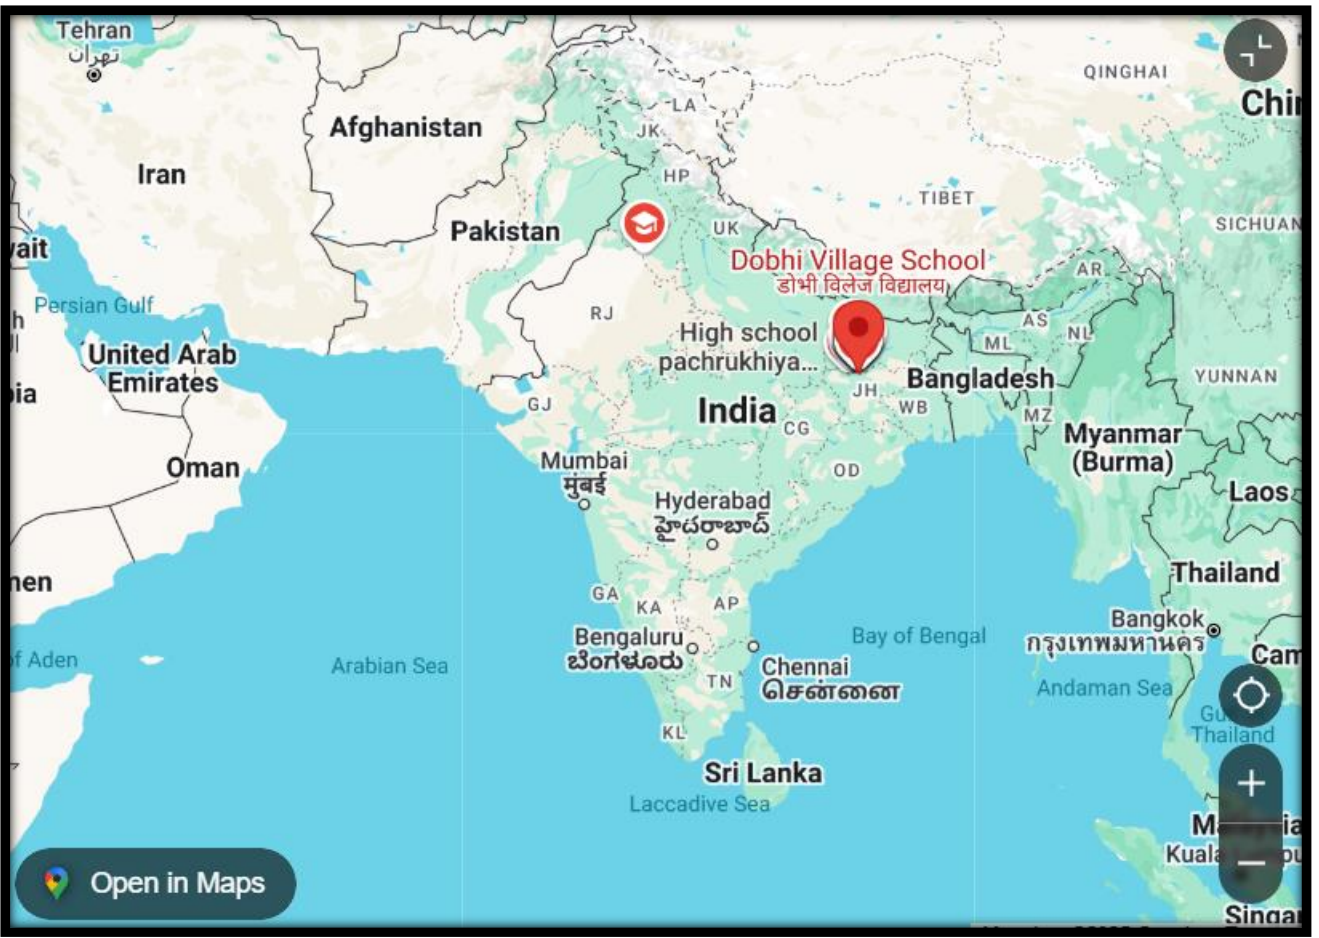 Tehran
تهران
QINGHAI
Chi
LA
Afghanistan
JK
Iran
HP
TIBET
SICHUAN
Pakistan
UK
ait
Dobhi Village School
डोभी विलेज विद्यालय
AR
Persian Gulf
RJ
AS
NL
High school
pachrukhiya...
ML
United Arab
Emirates
Bangladesh
YUNNAN
ia
India
JH
WB
GJ
CG
MZ
Myanmar
(Burma)
Mumbai
मुंबई
Oman
OD
Laos
Hyderabad
హైదరాబాద్
nen
Thailand
GA
KA
AP
Bangkok
กรุงเทพมหานคร
Bengaluru
ಬೆಂಗಳೂರು
Bay of Bengal
of Aden
Arabian Sea
Chennai
சென்னை
Cam
TN
Andaman Sea
Thailand
KL
Sri Lanka
Laccadive Sea
+
−
Open in Maps
Singa